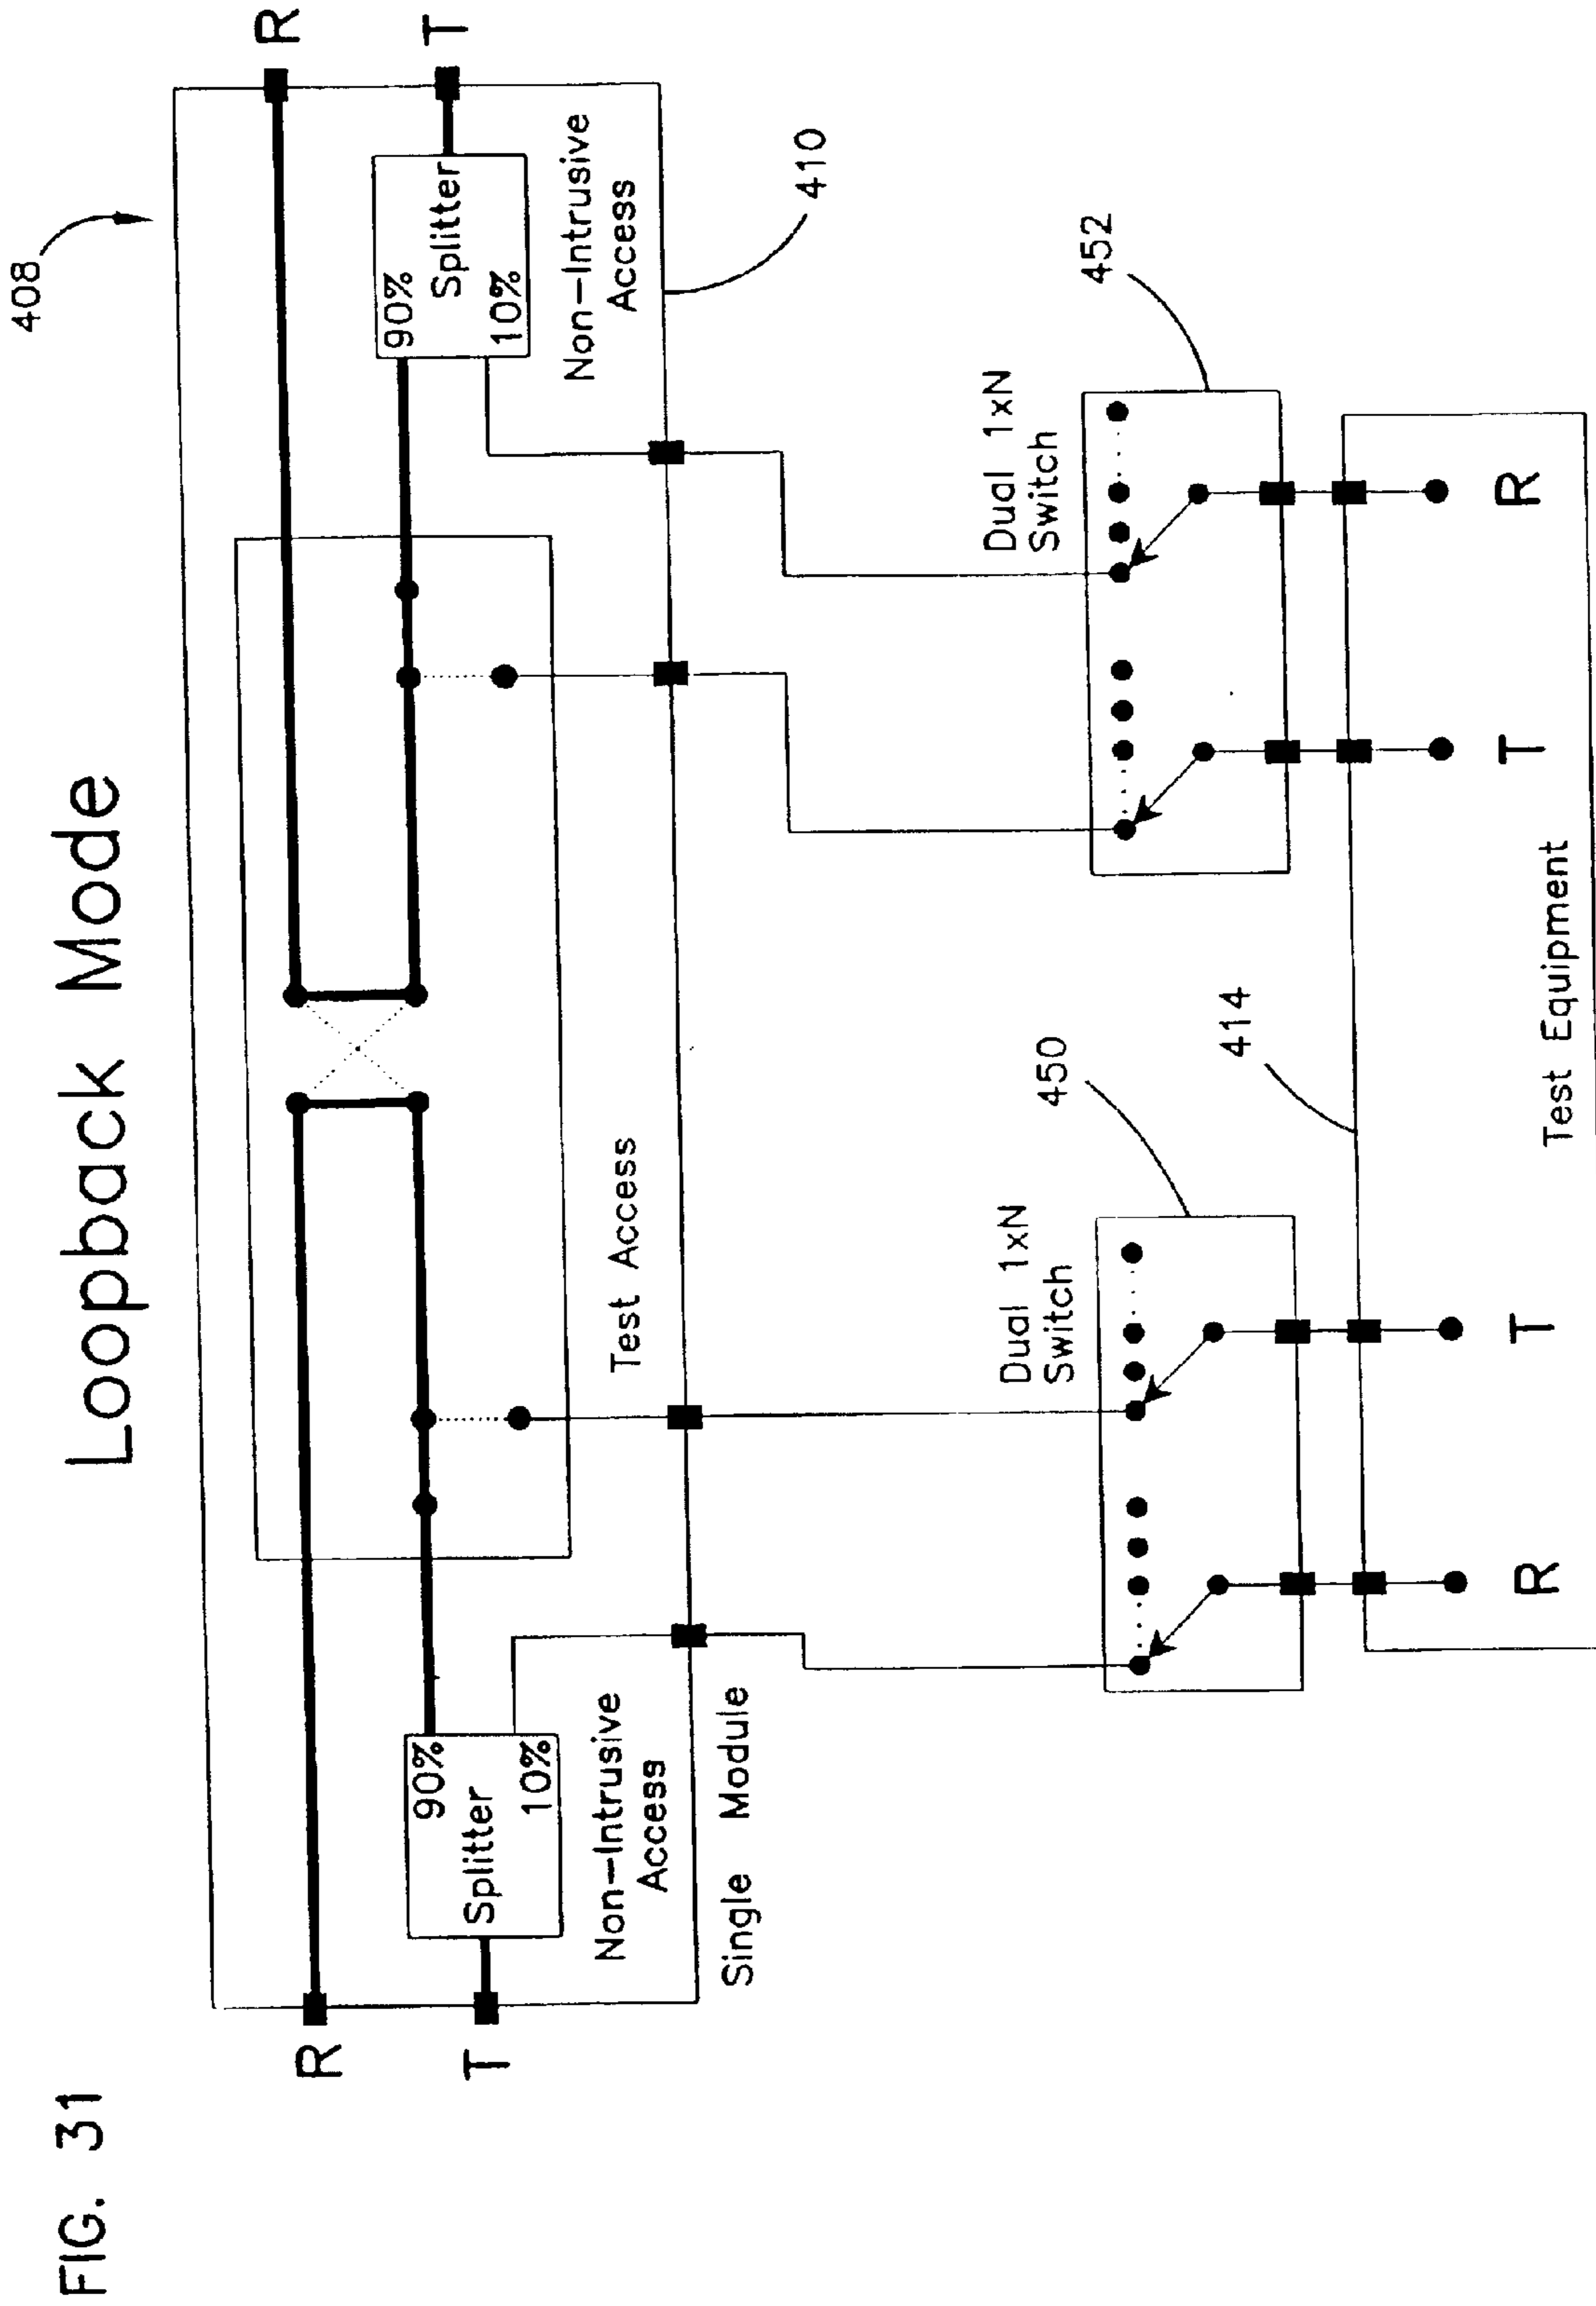 FIG. 31
Loopback Mode
408
R
R
T
T
Splitter
90%
10%
90%
Splitter
10%
Non-Intrusive
Access
Test Access
Non-Intrusive
Access
410
Single Module
Dual 1xN
Switch
450
Dual 1xN
Switch
452
414
R
T
T
R
Test Equipment